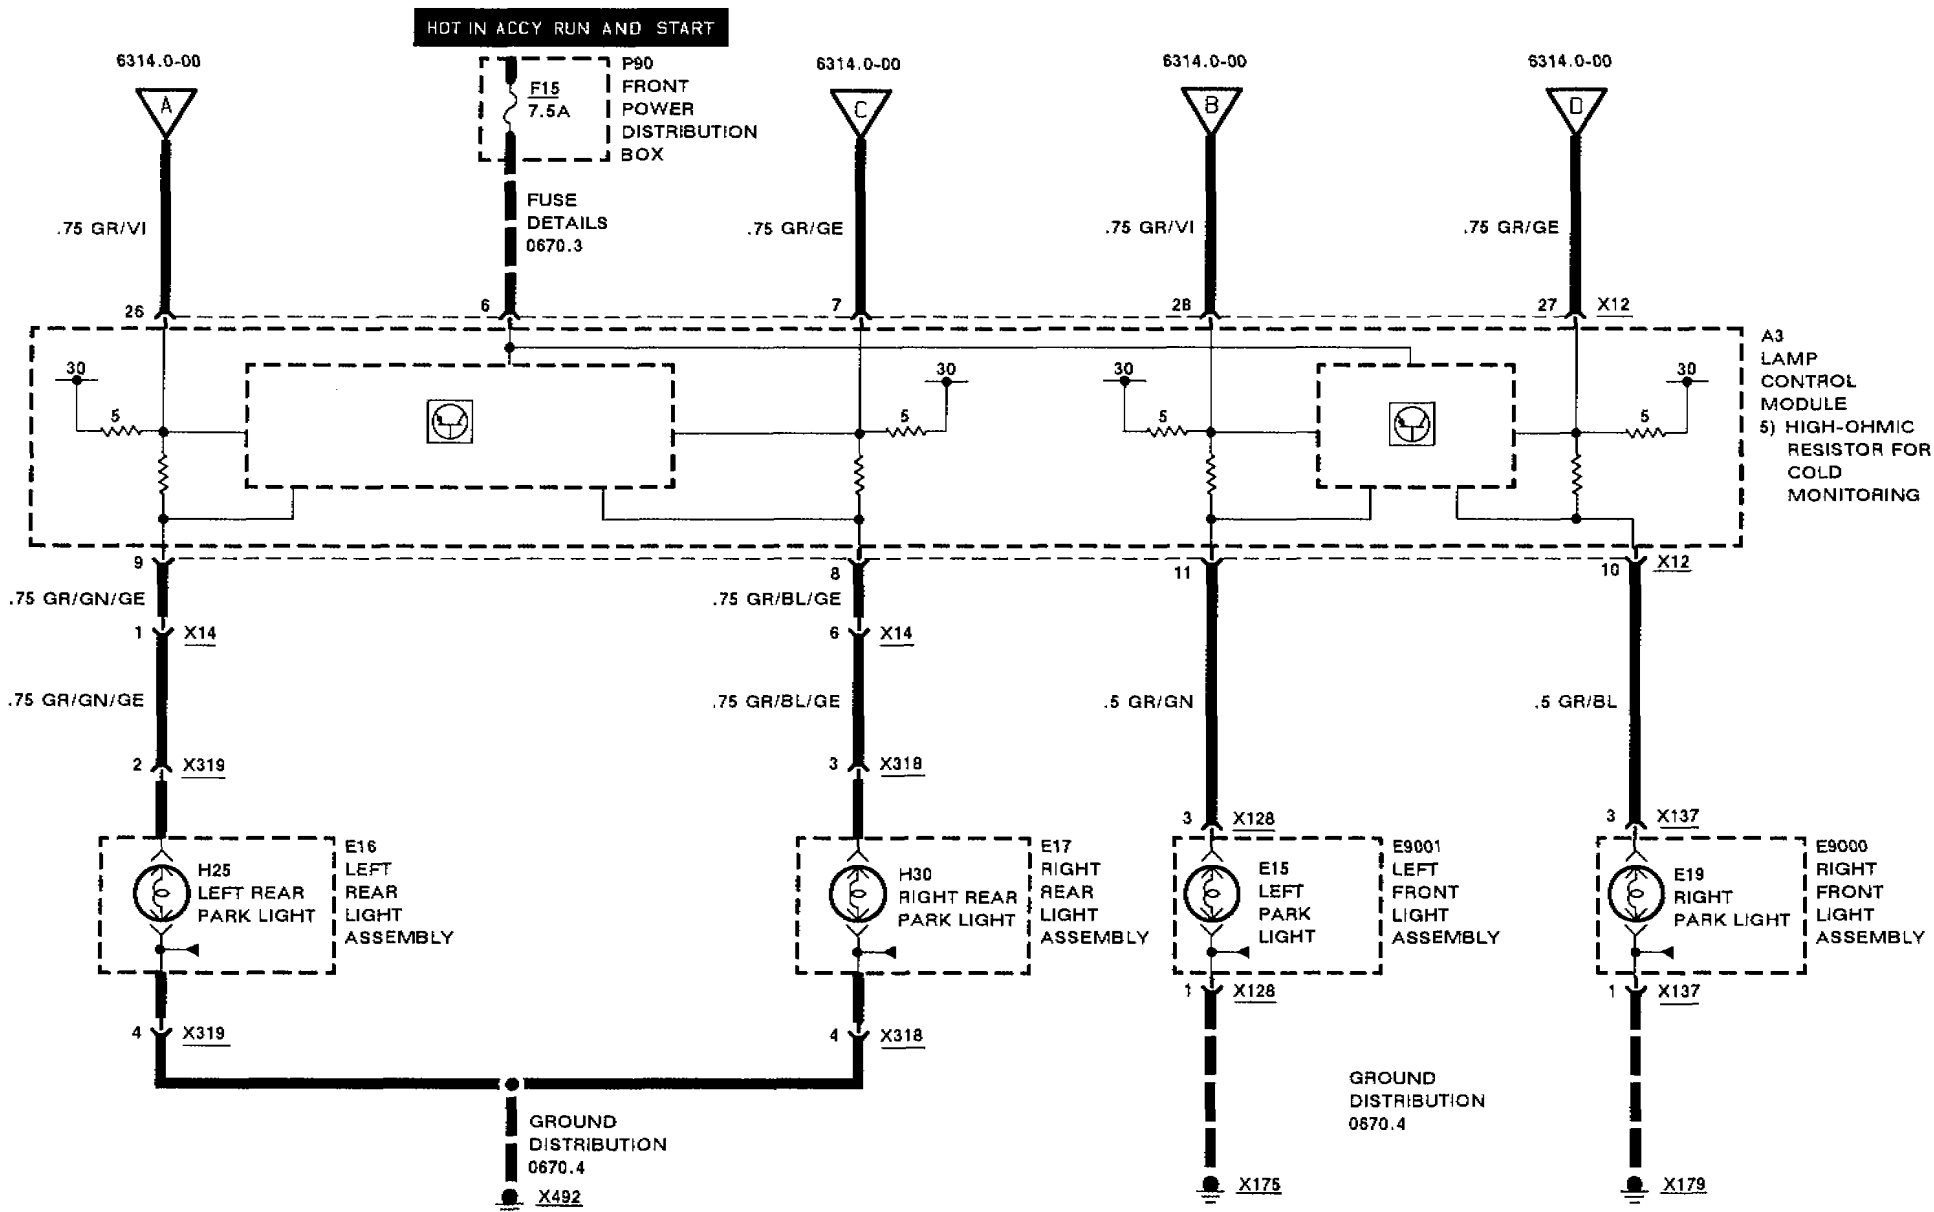 HOT IN ACCY RUN AND START
6314.0-00
6314.0-00
6314.0-00
6314.0-00
A
C
B
D
F15
7.5A
P90
FRONT
POWER
DISTRIBUTION
BOX
FUSE
DETAILS
0670.3
.75 GR/VI
.75 GR/GE
.75 GR/VI
.75 GR/GE
26
6
7
28
27
X12
30
5
30
5
30
5
30
5
A3
LAMP
CONTROL
MODULE
5) HIGH-OHMIC
RESISTOR FOR
COLD
MONITORING
9
8
11
10
X12
.75 GR/GN/GE
.75 GR/BL/GE
1
X14
6
X14
.75 GR/GN/GE
.75 GR/BL/GE
.5 GR/GN
.5 GR/BL
2
X319
3
X318
3
X128
3
X137
H25
LEFT REAR
PARK LIGHT
E16
LEFT
REAR
LIGHT
ASSEMBLY
H30
RIGHT REAR
PARK LIGHT
E17
RIGHT
REAR
LIGHT
ASSEMBLY
E15
LEFT
PARK
LIGHT
E9001
LEFT
FRONT
LIGHT
ASSEMBLY
E19
RIGHT
PARK LIGHT
E9000
RIGHT
FRONT
LIGHT
ASSEMBLY
1
X128
1
X137
4
X319
4
X318
GROUND
DISTRIBUTION
0670.4
GROUND
DISTRIBUTION
0670.4
X492
X175
X179